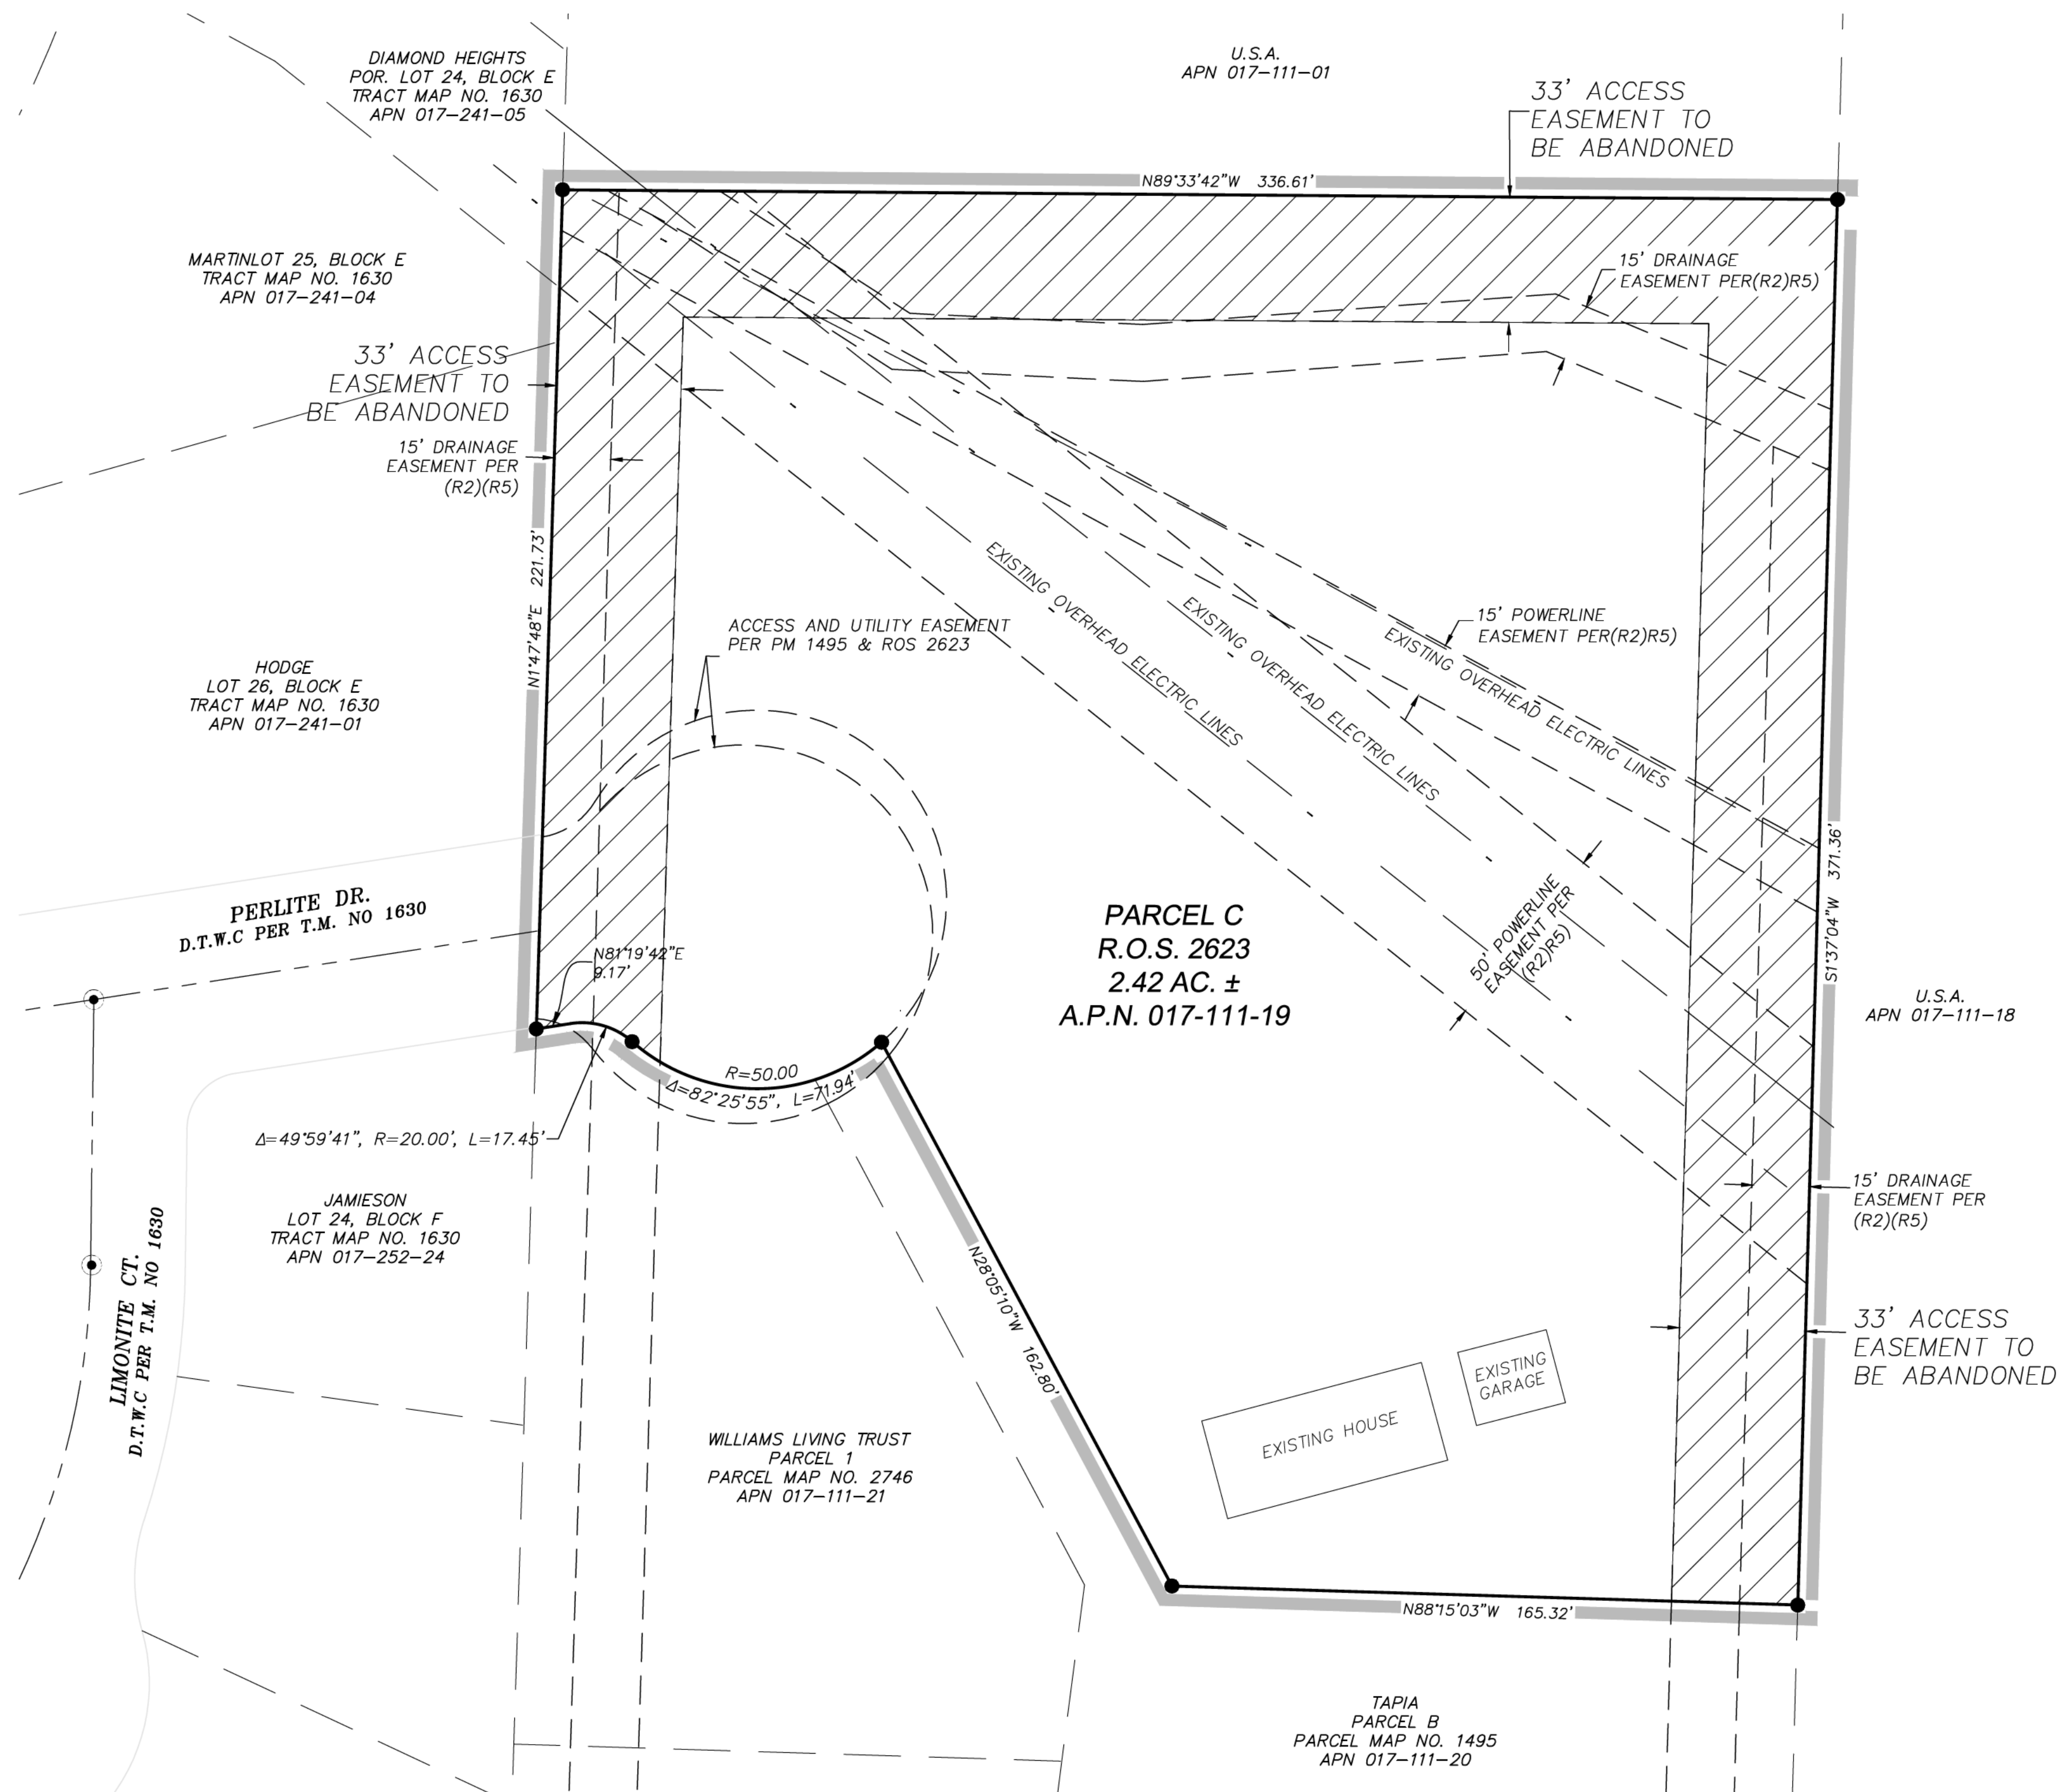 DIAMOND HEIGHTS
POR. LOT 24, BLOCK E
TRACT MAP NO. 1630
APN 017-241-05
U.S.A.
APN 017-111-01
33' ACCESS
EASEMENT TO
BE ABANDONED
N89°33'42"W 336.61'
MARTINLOT 25, BLOCK E
TRACT MAP NO. 1630
APN 017-241-04
15' DRAINAGE
EASEMENT PER(R2)R5)
33' ACCESS
EASEMENT TO
BE ABANDONED
15' DRAINAGE
EASEMENT PER
(R2)(R5)
N1°47'48"E 221.73'
EXISTING OVERHEAD ELECTRIC LINES
EXISTING OVERHEAD ELECTRIC LINES
EXISTING OVERHEAD ELECTRIC LINES
15' POWERLINE
EASEMENT PER(R2)R5)
ACCESS AND UTILITY EASEMENT
PER PM 1495 & ROS 2623
HODGE
LOT 26, BLOCK E
TRACT MAP NO. 1630
APN 017-241-01
S1°37'04"W 371.36'
PERLITE DR.
D.T.W.C PER T.M. NO 1630
N81°19'42"E
9.17'
PARCEL C
R.O.S. 2623
2.42 AC. ±
A.P.N. 017-111-19
50' POWERLINE
EASEMENT PER
(R2)R5)
U.S.A.
APN 017-111-18
R=50.00
Δ=82°25'55", L=71.94'
Δ=49°59'41", R=20.00', L=17.45'
JAMIESON
LOT 24, BLOCK F
TRACT MAP NO. 1630
APN 017-252-24
15' DRAINAGE
EASEMENT PER
(R2)(R5)
LIMONITE CT.
D.T.W.C PER T.M. NO 1630
N28°05'10"W 162.80'
33' ACCESS
EASEMENT TO
BE ABANDONED
EXISTING
GARAGE
EXISTING HOUSE
WILLIAMS LIVING TRUST
PARCEL 1
PARCEL MAP NO. 2746
APN 017-111-21
N88°15'03"W 165.32'
TAPIA
PARCEL B
PARCEL MAP NO. 1495
APN 017-111-20